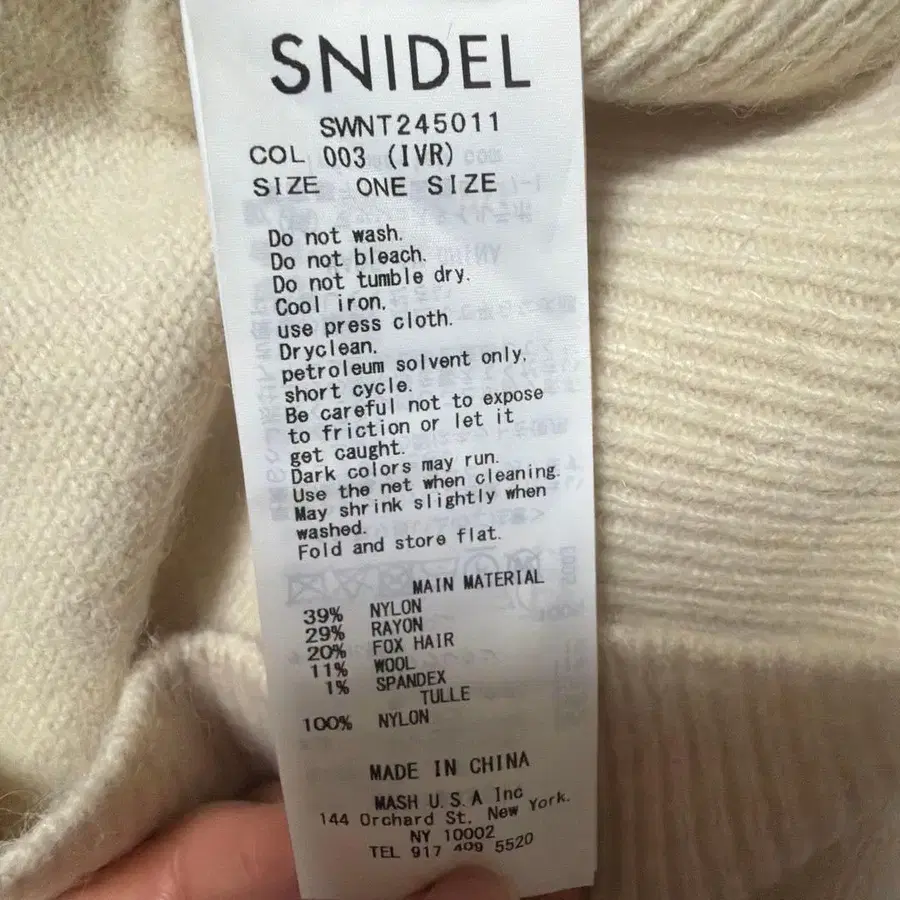 SNIDEL
SWNT245011
COL 003 (IVR)
SIZE ONE SIZE
Do not wash.
Do not bleach.
Do not tumble dry.
Cool iron.
use press cloth.
Dryclean.
petroleum solvent only.
short cycle.
Be careful not to expose
to friction or let it
get caught.
Dark colors may run.
Use the net when cleaning.
May shrink slightly when
washed.
Fold and store flat.
MAIN MATERIAL
39% NYLON
29% RAYON
20% FOX HAIR
11% WOOL
1% SPANDEX
TULLE
100% NYLON
MADE IN CHINA
MASH U.S.A Inc
144 Orchard St. New York.
NY 10002
TEL 917 409 5520